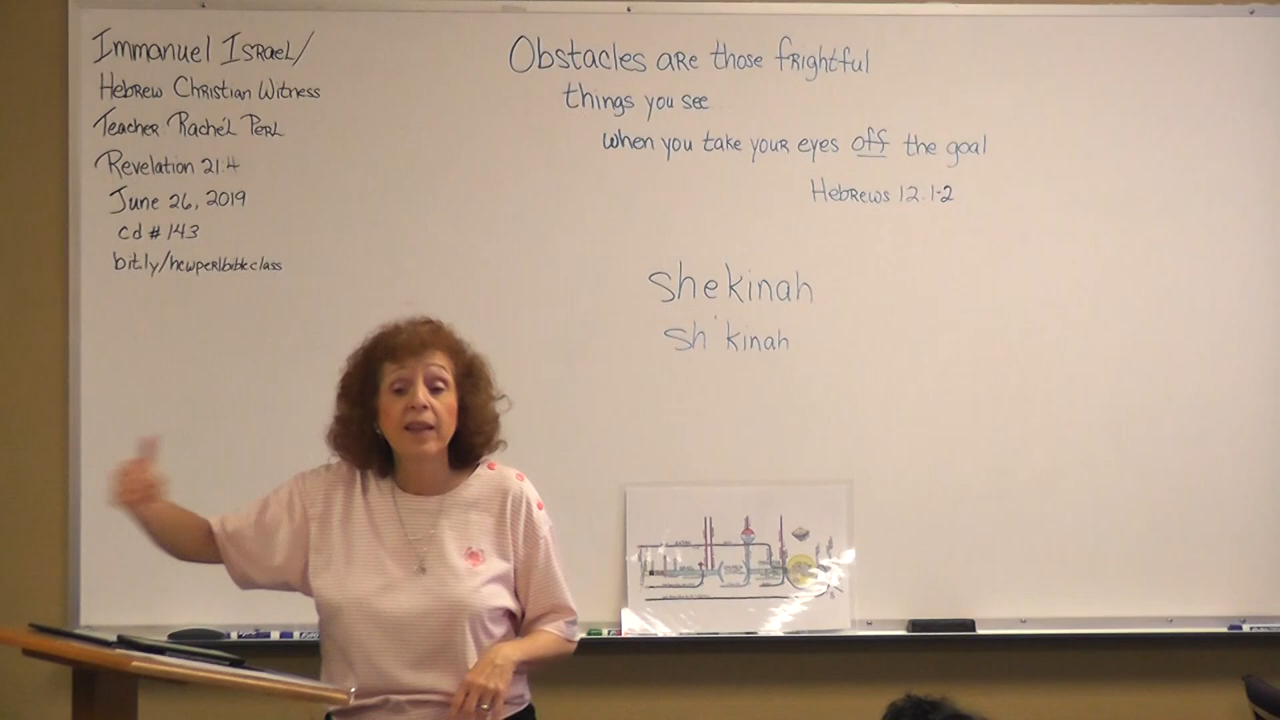 Immanuel Israel/
Hebrew Christian Witness
Teacher Rachél Perl
Revelation 21.4
June 26, 2019
cd # 143
bit.ly/hcwperlbibleclass
Obstacles are those frightful
things you see
when you take your eyes off the goal
Hebrews 12.1-2
shekinah
sh'kinah